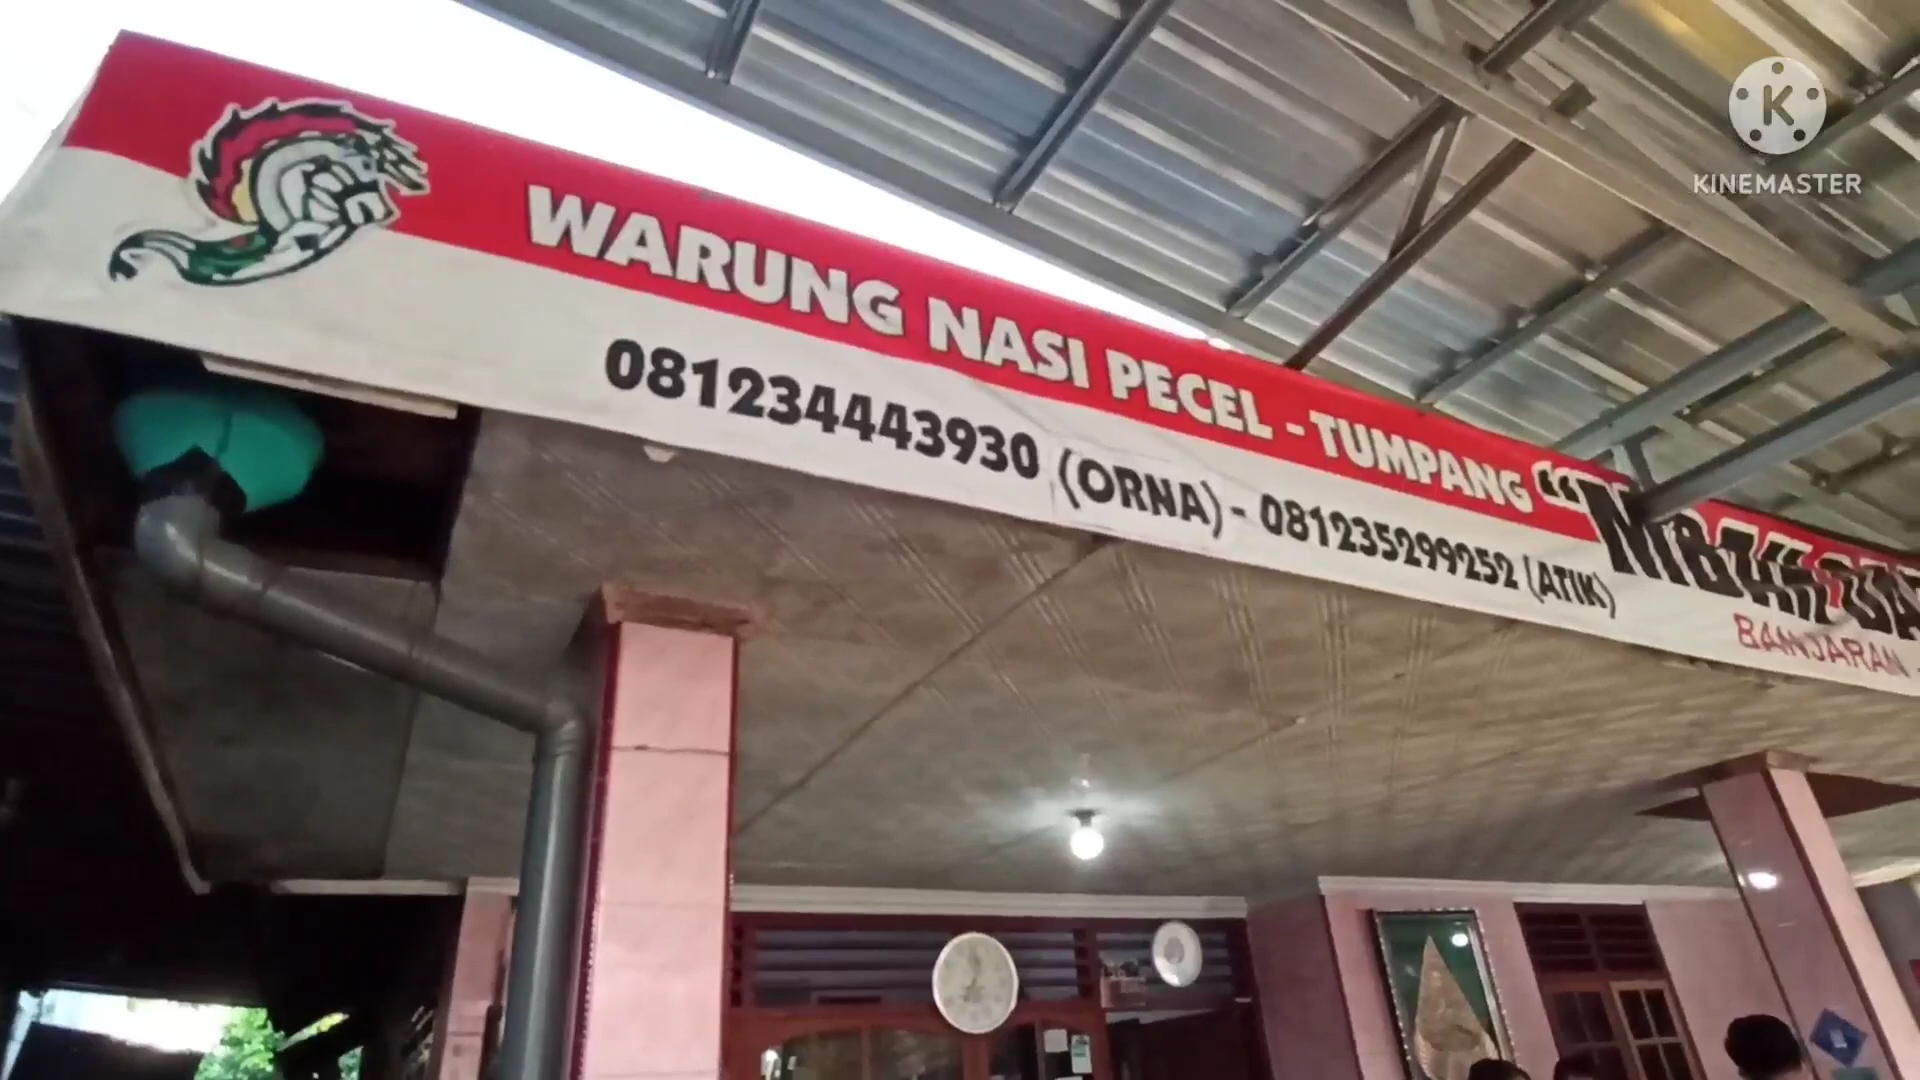 WARUNG NASI PECEL - TUMPANG
081234443930 (ORNA) - 081235299252 (ATIK)
BANJARAN -
KINEMASTER